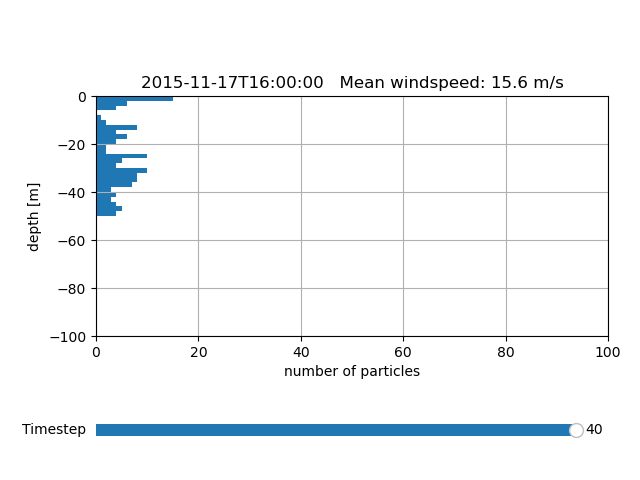 2015-11-17T16:00:00   Mean windspeed: 15.6 m/s
0
−20
−40
−60
−80
−100
depth [m]
0 20 40 60 80 100
number of particles
Timestep 40